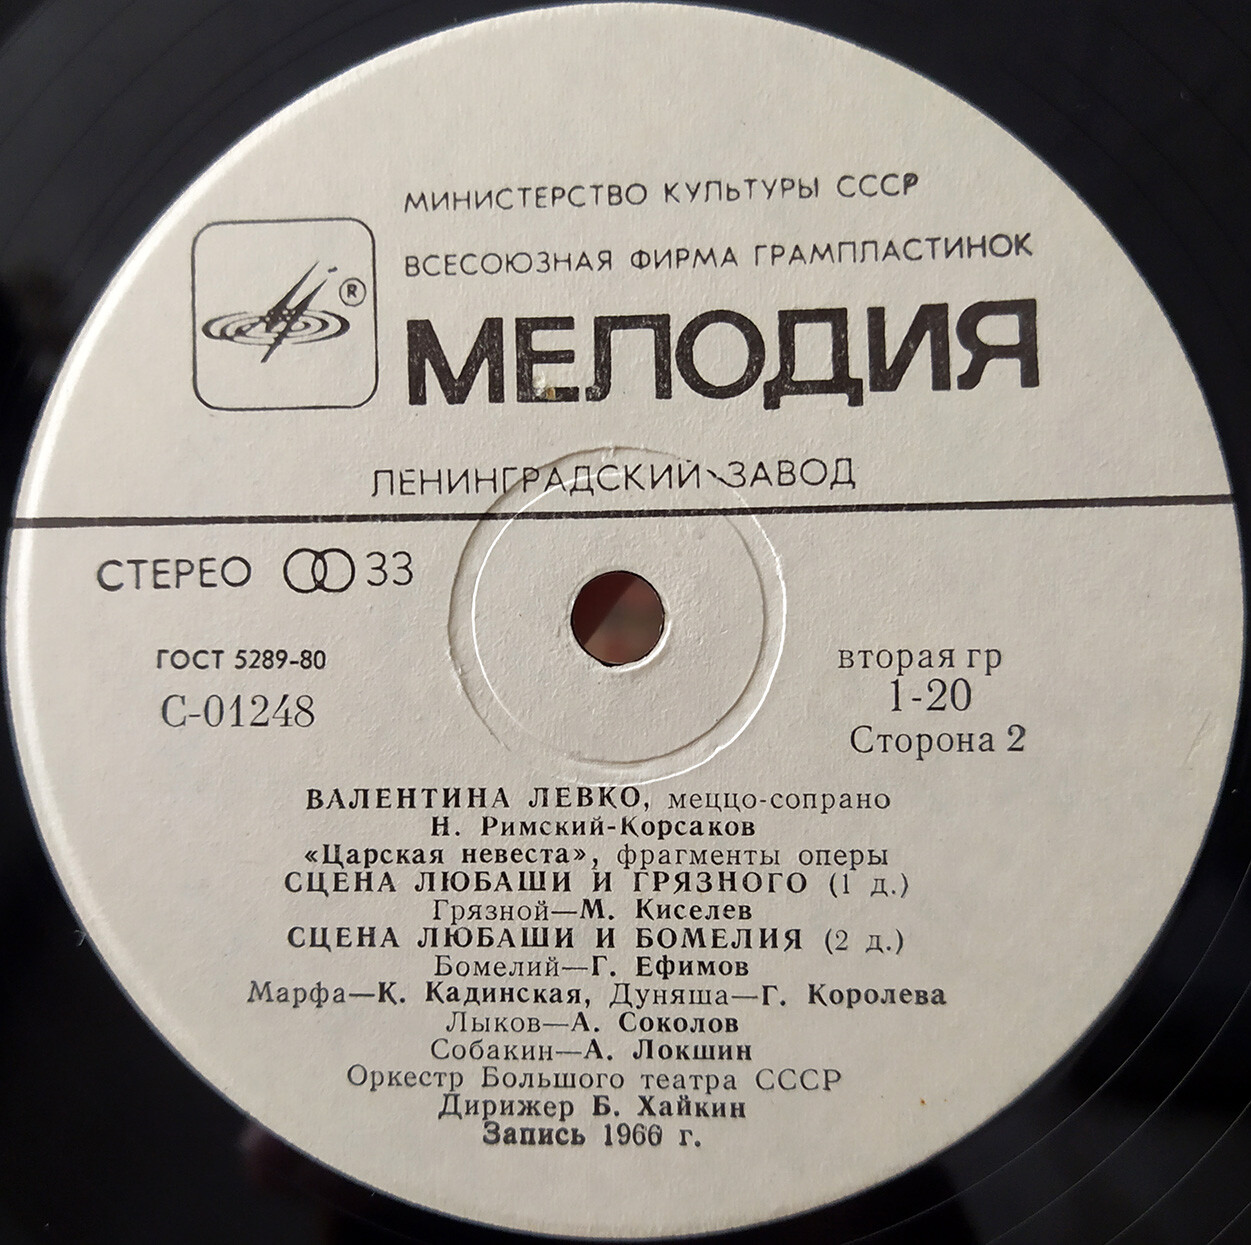 МИНИСТЕРСТВО КУЛЬТУРЫ СССР
ВСЕСОЮЗНАЯ ФИРМА ГРАМПЛАСТИНОК
®
МЕЛОДИЯ
ЛЕНИНГРАДСКИЙ ЗАВОД
СТЕРЕО 33
ГОСТ 5289-80
С-01248
вторая гр
1-20
Сторона 2
ВАЛЕНТИНА ЛЕВКО, меццо-сопрано
Н. Римский-Корсаков
«Царская невеста», фрагменты оперы
СЦЕНА ЛЮБАШИ И ГРЯЗНОГО (1 д.)
Грязной—М. Киселев
СЦЕНА ЛЮБАШИ И БОМЕЛИЯ (2 д.)
Бомелий—Г. Ефимов
Марфа—К. Кадинская, Дуняша—Г. Королева
Лыков—А. Соколов
Собакин—А. Локшин
Оркестр Большого театра СССР
Дирижер Б. Хайкин
Запись 1966 г.